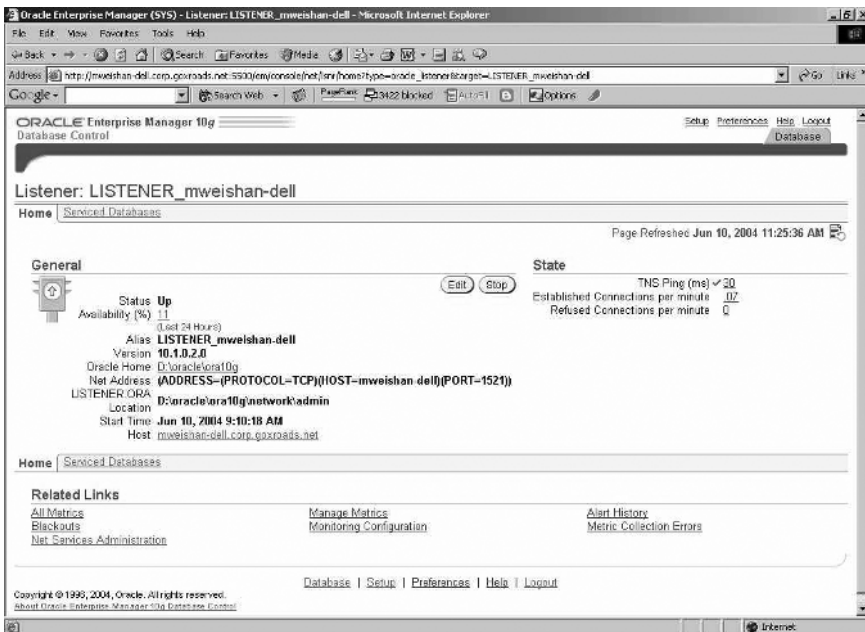 Oracle Enterprise Manager (SYS) - Listener: LISTENER_mweishan-dell - Microsoft Internet Explorer
File Edit View Favorites Tools Help
Back Search Favorites Media
Address http://mweishan-dell.corp.goxroads.net:5500/em/console/net/lsnr/home?type=oracle_listener&target=LISTENER_mweishan-dell Go Links
Google Search Web PageRank 3422 blocked AutoFill Options
ORACLE Enterprise Manager 10g
Setup Preferences Help Logout
Database Control
Database
Listener: LISTENER_mweishan-dell
Home Serviced Databases
Page Refreshed Jun 10, 2004 11:25:36 AM
General
Edit Stop
Status Up
Availability (%) 11
(Last 24 Hours)
Alias LISTENER_mweishan-dell
Version 10.1.0.2.0
Oracle Home D:\oracle\ora10g
Net Address (ADDRESS=(PROTOCOL=TCP)(HOST=mweishan-dell)(PORT=1521))
LISTENER.ORA Location D:\oracle\ora10g\network\admin
Start Time Jun 10, 2004 9:10:18 AM
Host mweishan-dell.corp.goxroads.net
State
TNS Ping (ms) 30
Established Connections per minute .07
Refused Connections per minute 0
Home Serviced Databases
Related Links
All Metrics Manage Metrics Alert History
Blackouts Monitoring Configuration Metric Collection Errors
Net Services Administration
Database | Setup | Preferences | Help | Logout
Copyright © 1996, 2004, Oracle. All rights reserved.
About Oracle Enterprise Manager 10g Database Control
Internet